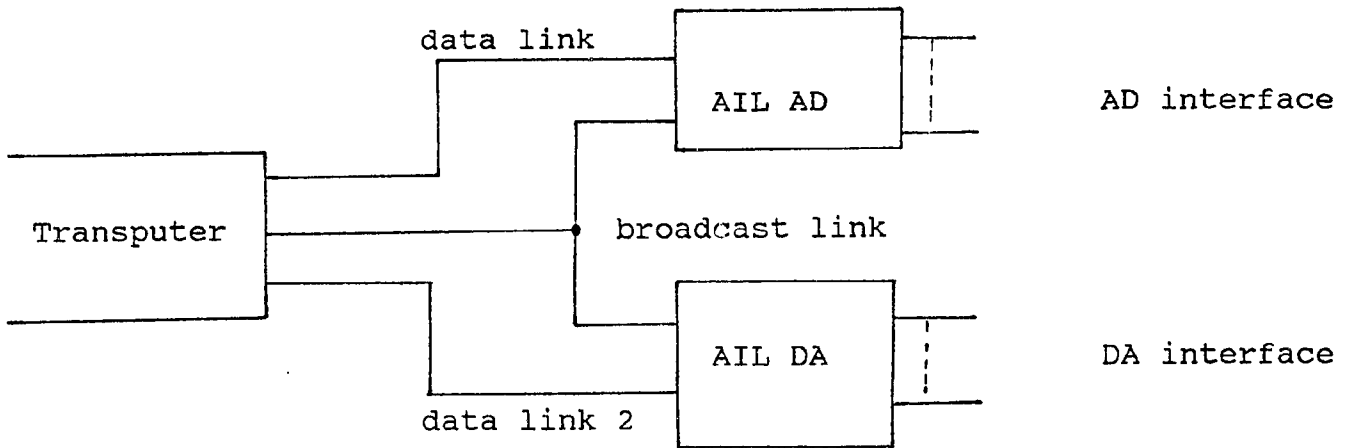 data link
AIL AD
AD interface
Transputer
broadcast link
AIL DA
DA interface
data link 2